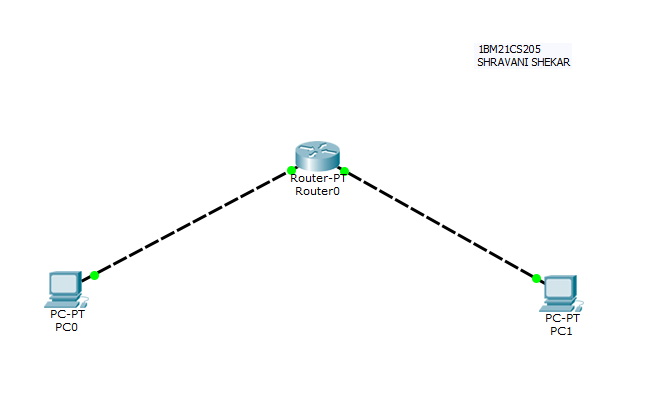 1BM21CS205
SHRAVANI SHEKAR
Router-PT
Router0
PC-PT
PC0
PC-PT
PC1